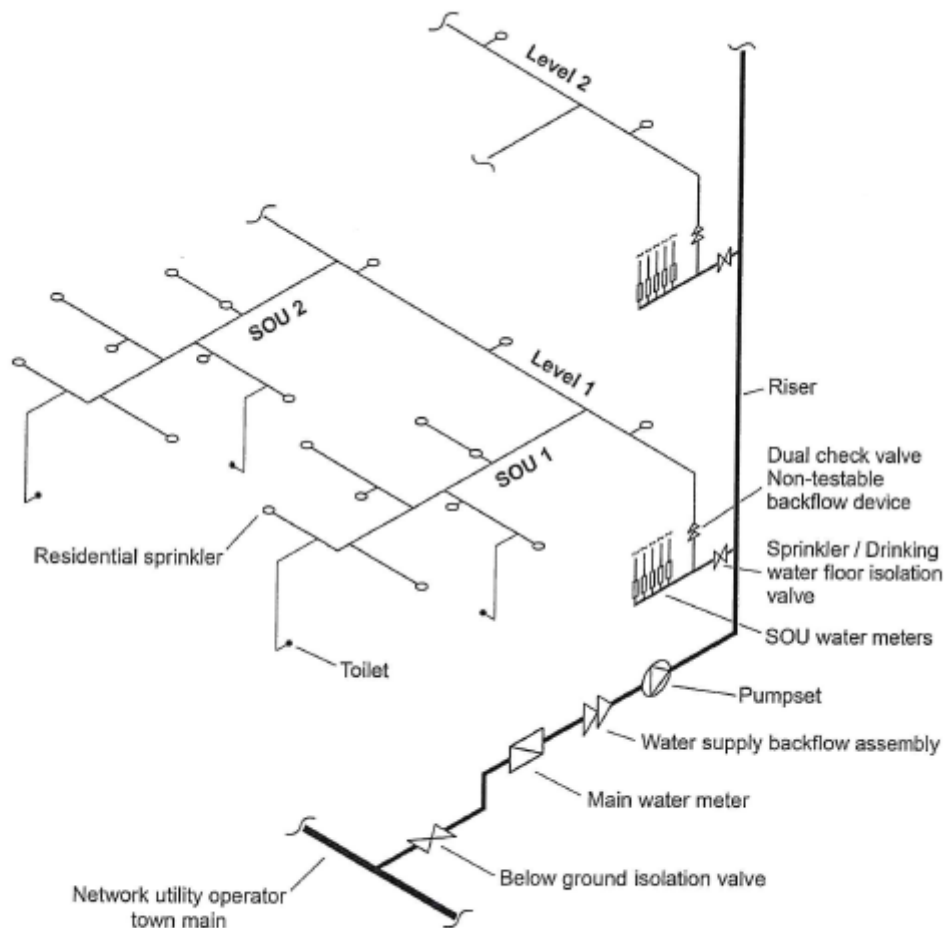 Level 2
SOU 2
Level 1
Riser
SOU 1
Dual check valve
Non-testable
backflow device
Residential sprinkler
Sprinkler / Drinking
water floor isolation
valve
SOU water meters
Toilet
Pumpset
Water supply backflow assembly
Main water meter
Below ground isolation valve
Network utility operator
town main